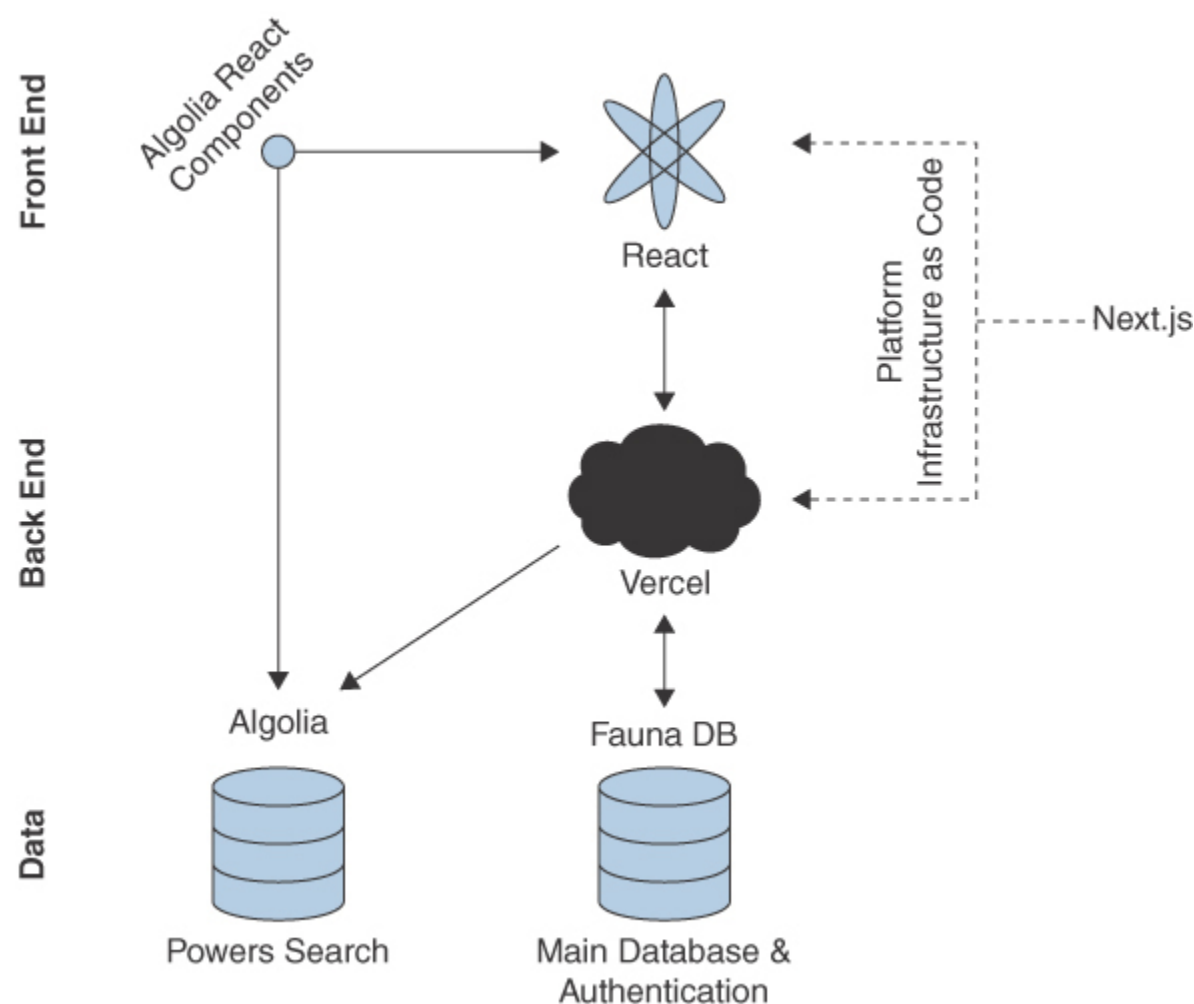 Front End
Algolia React
Components
React
Platform
Infrastructure as Code
Next.js
Back End
Vercel
Data
Algolia
Fauna DB
Powers Search
Main Database &
Authentication